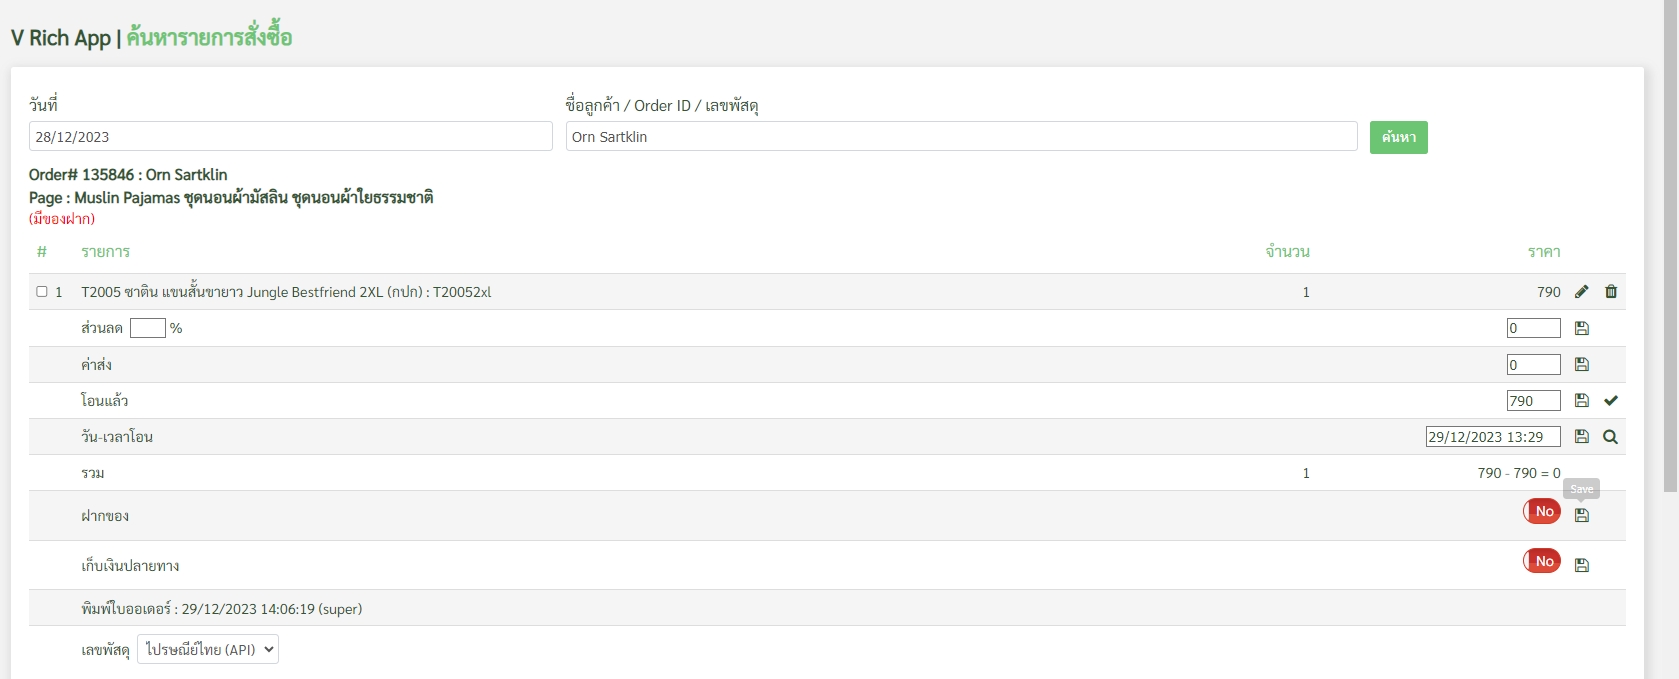 V Rich App | ค้นหารายการสั่งซื้อ
วันที่ ชื่อลูกค้า / Order ID / เลขพัสดุ
28/12/2023 Orn Sartklin ค้นหา
Order# 135846 : Orn Sartklin
Page : Muslin Pajamas ชุดนอนผ้ามัสลิน ชุดนอนผ้าใยธรรมชาติ
(มีของฝาก)
# รายการ จำนวน ราคา
1 T2005 ซาติน แขนสั้นขายาว Jungle Bestfriend 2XL (กปก) : T20052xl 1 790
ส่วนลด % 0
ค่าส่ง 0
โอนแล้ว 790
วัน-เวลาโอน 29/12/2023 13:29
รวม 1 790 - 790 = 0
Save
ฝากของ No
เก็บเงินปลายทาง No
พิมพ์ใบออเดอร์ : 29/12/2023 14:06:19 (super)
เลขพัสดุ ไปรษณีย์ไทย (API)